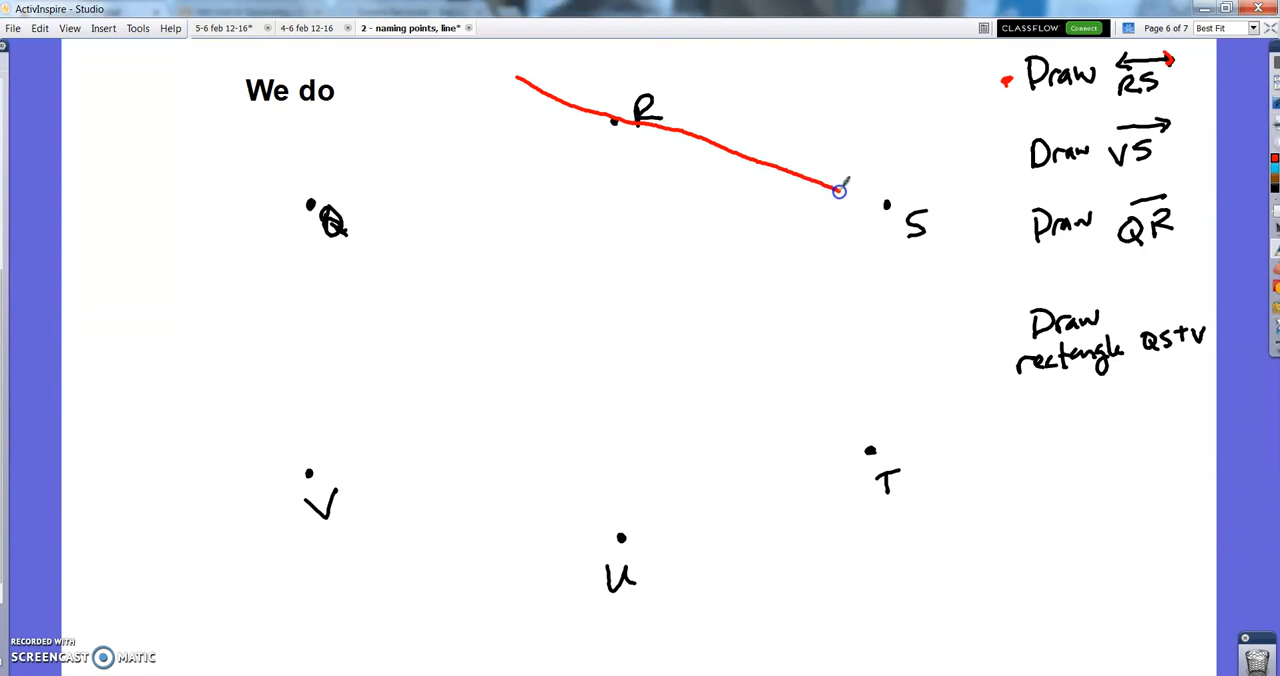 ActivInspire - Studio
File Edit View Insert Tools Help
5-6 feb 12-16*
4-6 feb 12-16
2 - naming points, line*
CLASSFLOW Connect
Page 6 of 7
Best Fit
We do
R
Q
S
V
T
U
Draw RS
Draw VS
Draw QR
Draw
rectangle QSTV
RECORDED WITH
SCREENCAST MATIC